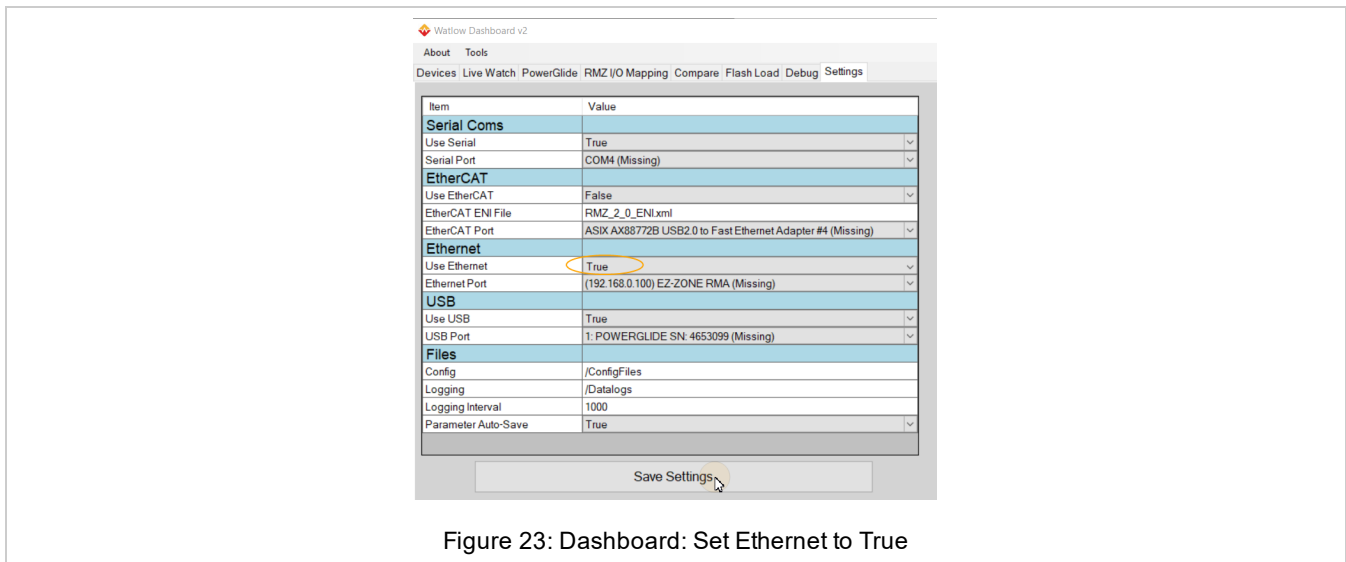 Watlow Dashboard v2
About Tools
Devices Live Watch PowerGlide RMZ I/O Mapping Compare Flash Load Debug Settings
Item Value
Serial Coms
Use Serial True
Serial Port COM4 (Missing)
EtherCAT
Use EtherCAT False
EtherCAT ENI File RMZ_2_0_ENI.xml
EtherCAT Port ASIX AX88772B USB2.0 to Fast Ethernet Adapter #4 (Missing)
Ethernet
Use Ethernet True
Ethernet Port (192.168.0.100) EZ-ZONE RMA (Missing)
USB
Use USB True
USB Port 1: POWERGLIDE SN: 4653099 (Missing)
Files
Config /ConfigFiles
Logging /Datalogs
Logging Interval 1000
Parameter Auto-Save True
Save Settings
Figure 23: Dashboard: Set Ethernet to True